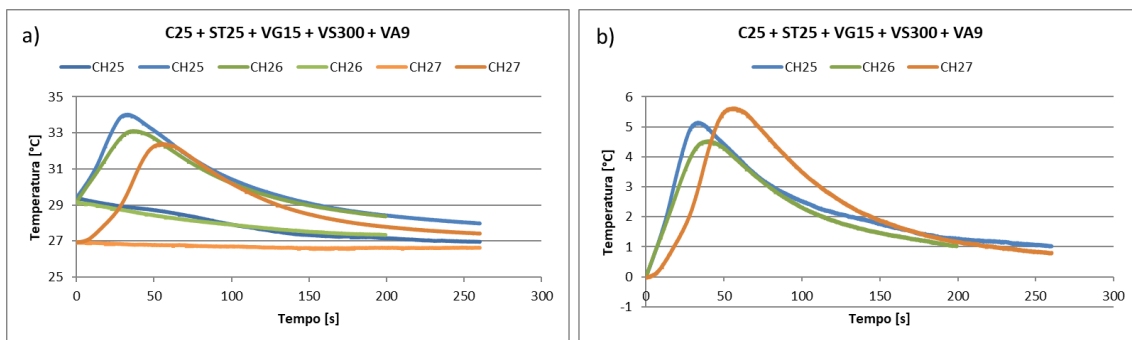 a)
C25 + ST25 + VG15 + VS300 + VA9
CH25 CH25 CH26 CH26 CH27 CH27
Temperatura [°C]
35
33
31
29
27
25
0 50 100 150 200 250 300
Tempo [s]
b)
C25 + ST25 + VG15 + VS300 + VA9
CH25 CH26 CH27
Temperatura [°C]
6
5
4
3
2
1
0
-1
0 50 100 150 200 250 300
Tempo [s]